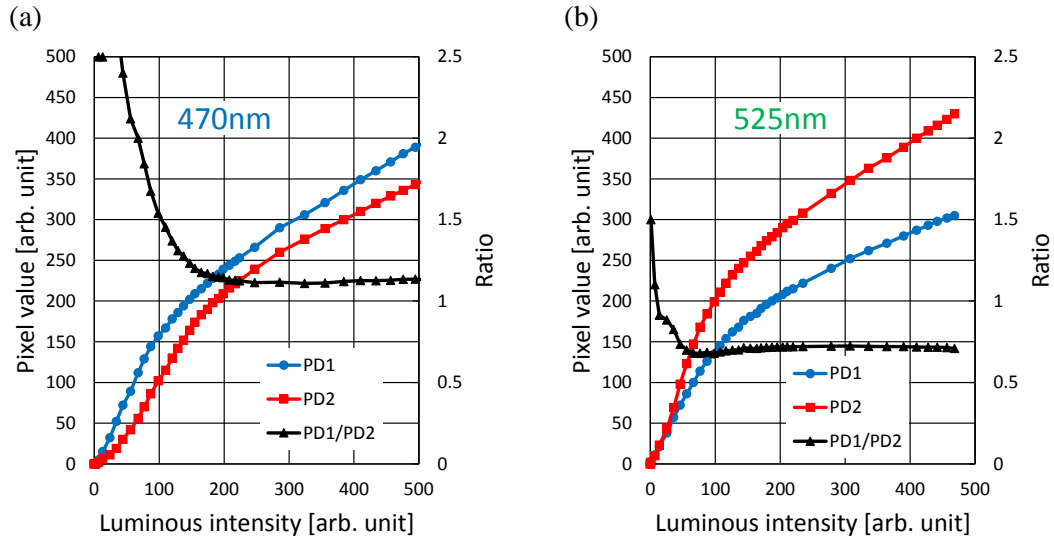 (a)
Pixel value [arb. unit]
500
450
400
350
300
250
200
150
100
50
0
470nm
PD1
PD2
PD1/PD2
2.5
2
1.5
1
0.5
0
Ratio
0 100 200 300 400 500
Luminous intensity [arb. unit]
(b)
Pixel value [arb. unit]
500
450
400
350
300
250
200
150
100
50
0
525nm
PD1
PD2
PD1/PD2
2.5
2
1.5
1
0.5
0
Ratio
0 100 200 300 400 500
Luminous intensity [arb. unit]